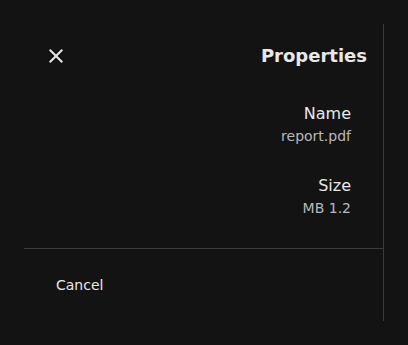 Properties
Name
report.pdf
Size
MB 1.2
Cancel